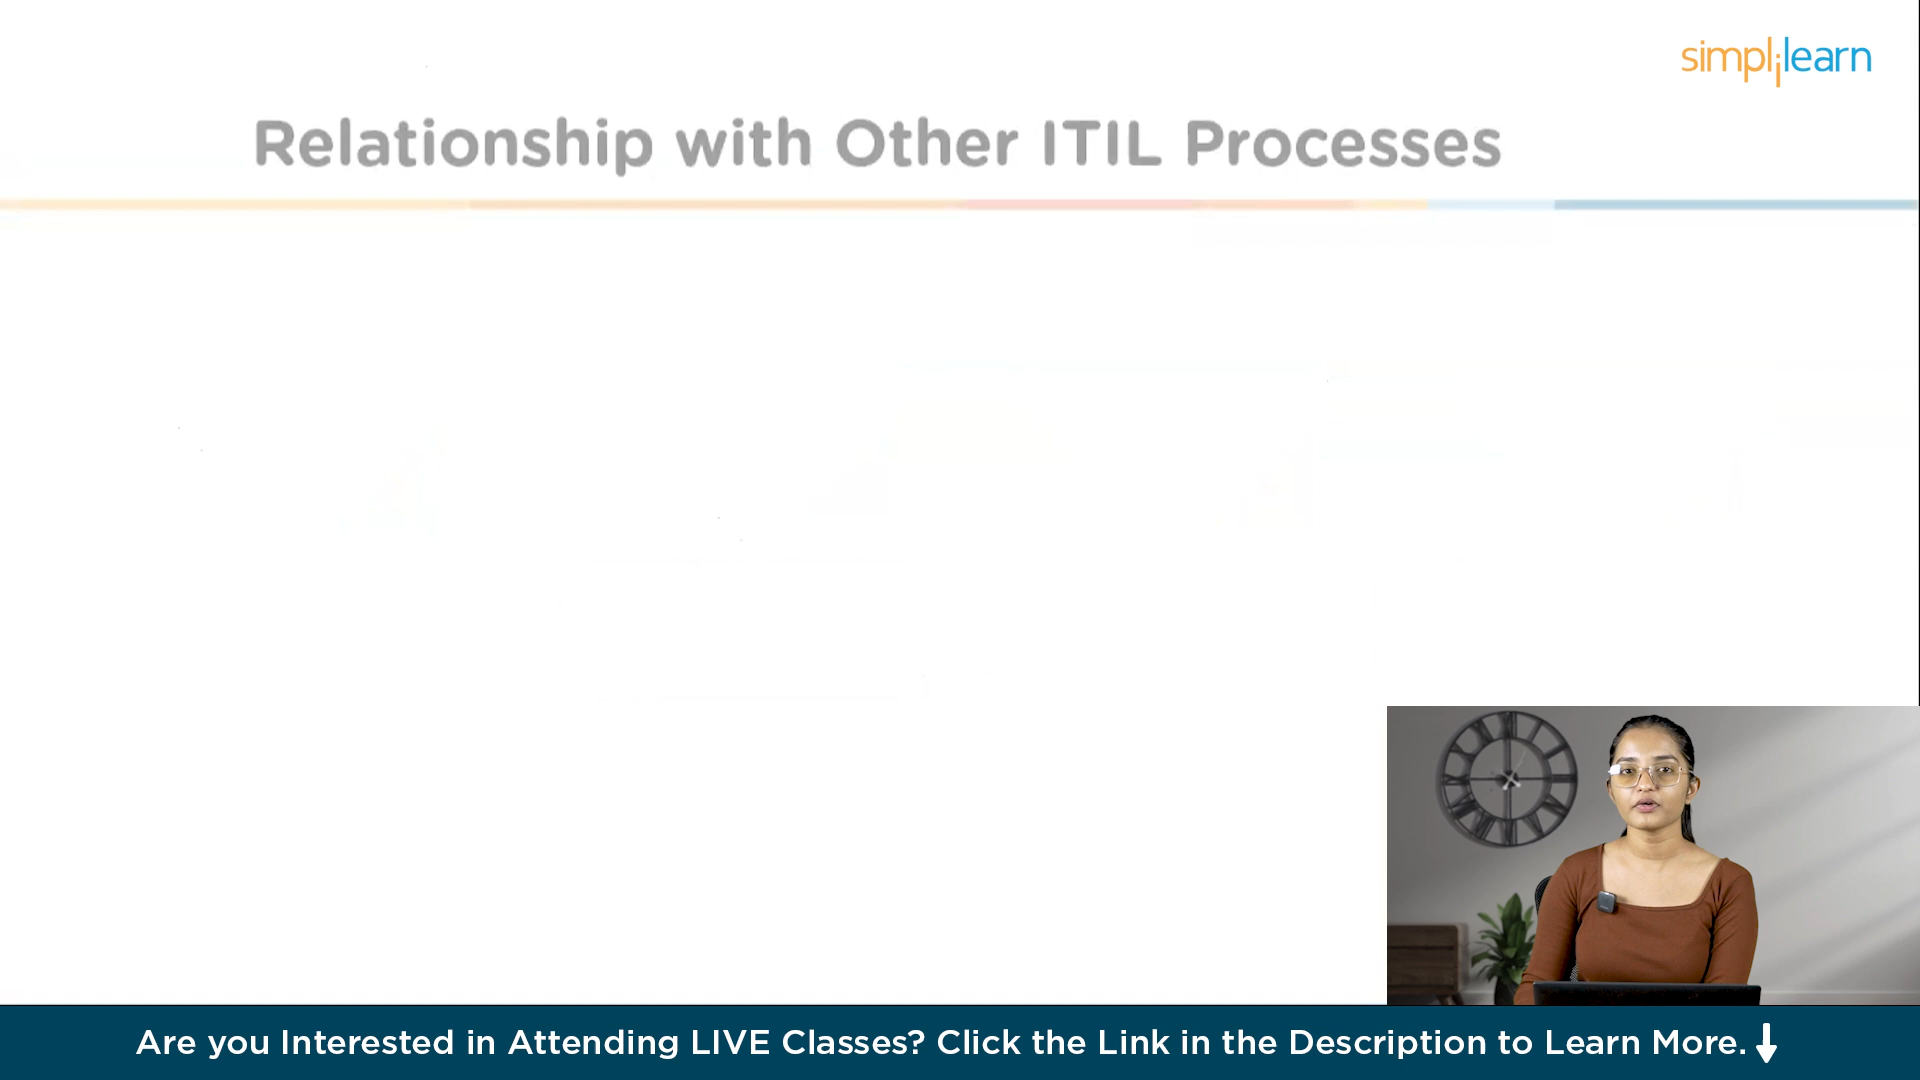 simplilearn
Relationship with Other ITIL Processes
Are you Interested in Attending LIVE Classes? Click the Link in the Description to Learn More.